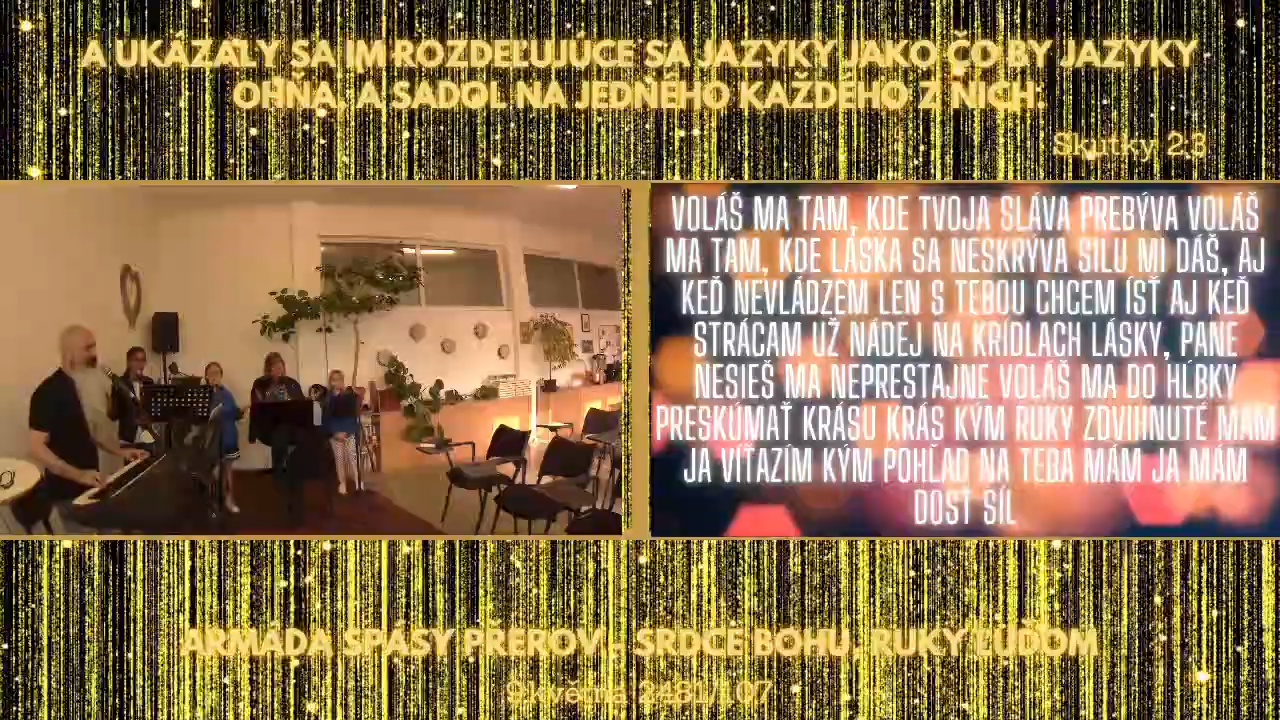 A UKÁZALY SA IM ROZDEĽUJÚCE SA JAZYKY JAKO ČO BY JAZYKY
OHŇA, A SADOL NA JEDNÉHO KAŽDÉHO Z NICH:
Skutky 2:3
VOLÁŠ MA TAM, KDE TVOJA SLÁVA PREBÝVA VOLÁŠ
MA TAM, KDE LÁSKA SA NESKRÝVA SILU MI DÁŠ, AJ
KEĎ NEVLÁDZEM LEN S TEBOU CHCEM ÍSŤ AJ KEĎ
STRÁCAM UŽ NÁDEJ NA KRÍDLACH LÁSKY, PANE
NESIEŠ MA NEPRESTAJNE VOLÁŠ MA DO HĹBKY
PRESKÚMAŤ KRÁSU KRÁS KÝM RUKY ZDVIHNUTÉ MÁM
JA VÍŤAZÍM KÝM POHĽAD NA TEBA MÁM JA MÁM
DOSŤ SÍL
ARMÁDA SPÁSY PŘEROV - SRDCE BOHU, RUKY ĽUĎOM
9.května 2481/107